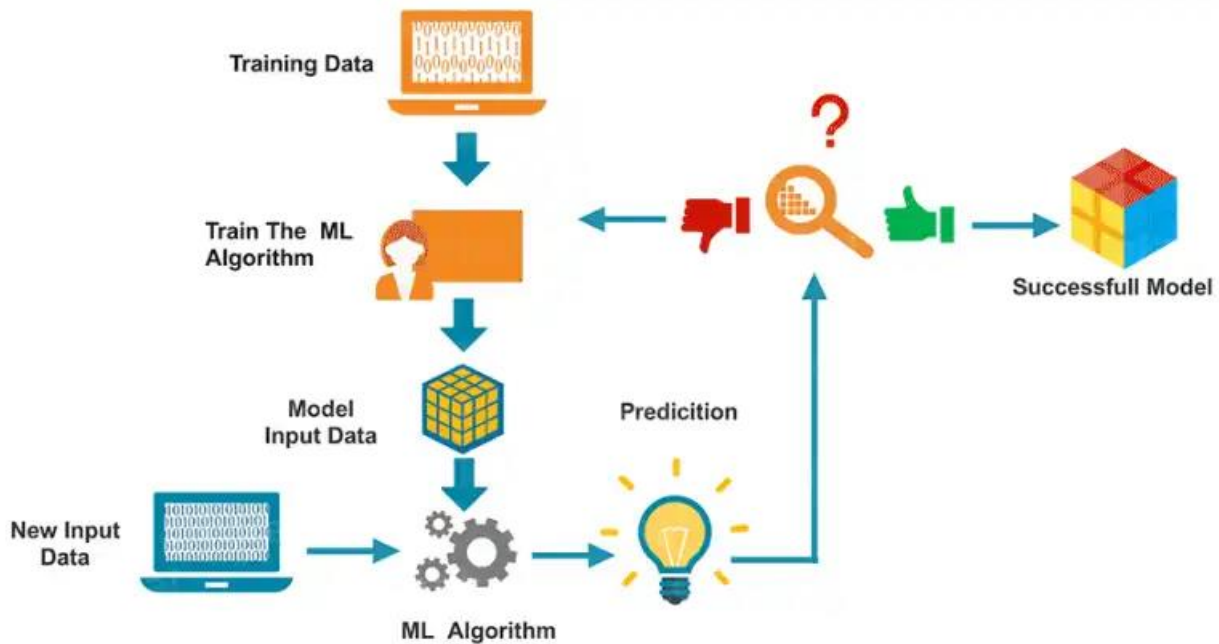 Training Data
Train The ML
Algorithm
Successfull Model
Model
Input Data
Predicition
New Input
Data
ML Algorithm